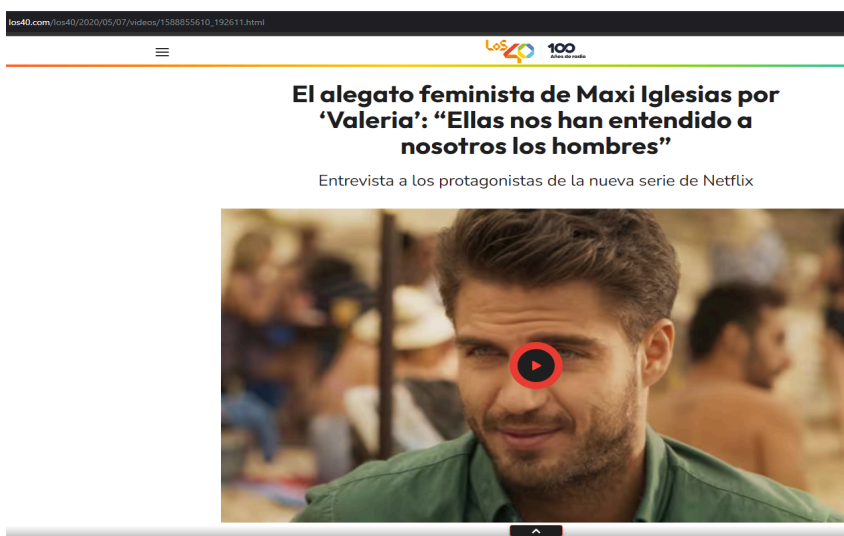 los40.com/los40/2020/05/07/videos/1588855610_192611.html
LOS40 100
Años de radio
El alegato feminista de Maxi Iglesias por
‘Valeria’: “Ellas nos han entendido a
nosotros los hombres”
Entrevista a los protagonistas de la nueva serie de Netflix